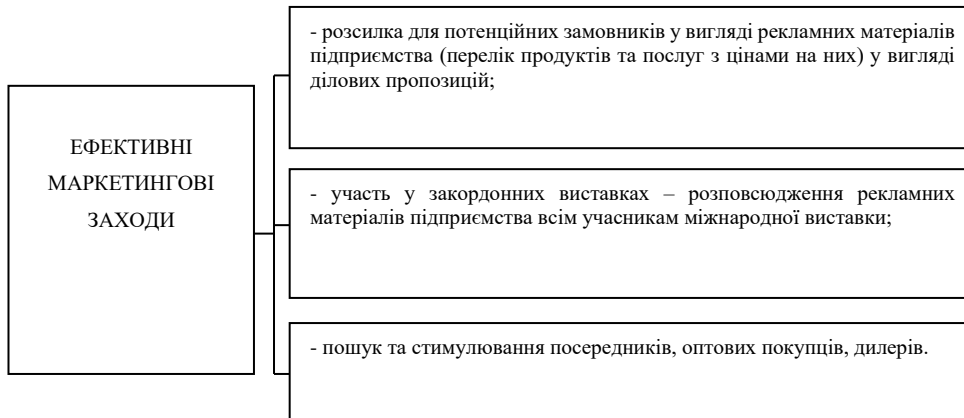 ЕФЕКТИВНІ
МАРКЕТИНГОВІ
ЗАХОДИ
- розсилка для потенційних замовників у вигляді рекламних матеріалів
підприємства (перелік продуктів та послуг з цінами на них) у вигляді
ділових пропозицій;
- участь у закордонних виставках – розповсюдження рекламних
матеріалів підприємства всім учасникам міжнародної виставки;
- пошук та стимулювання посередників, оптових покупців, дилерів.